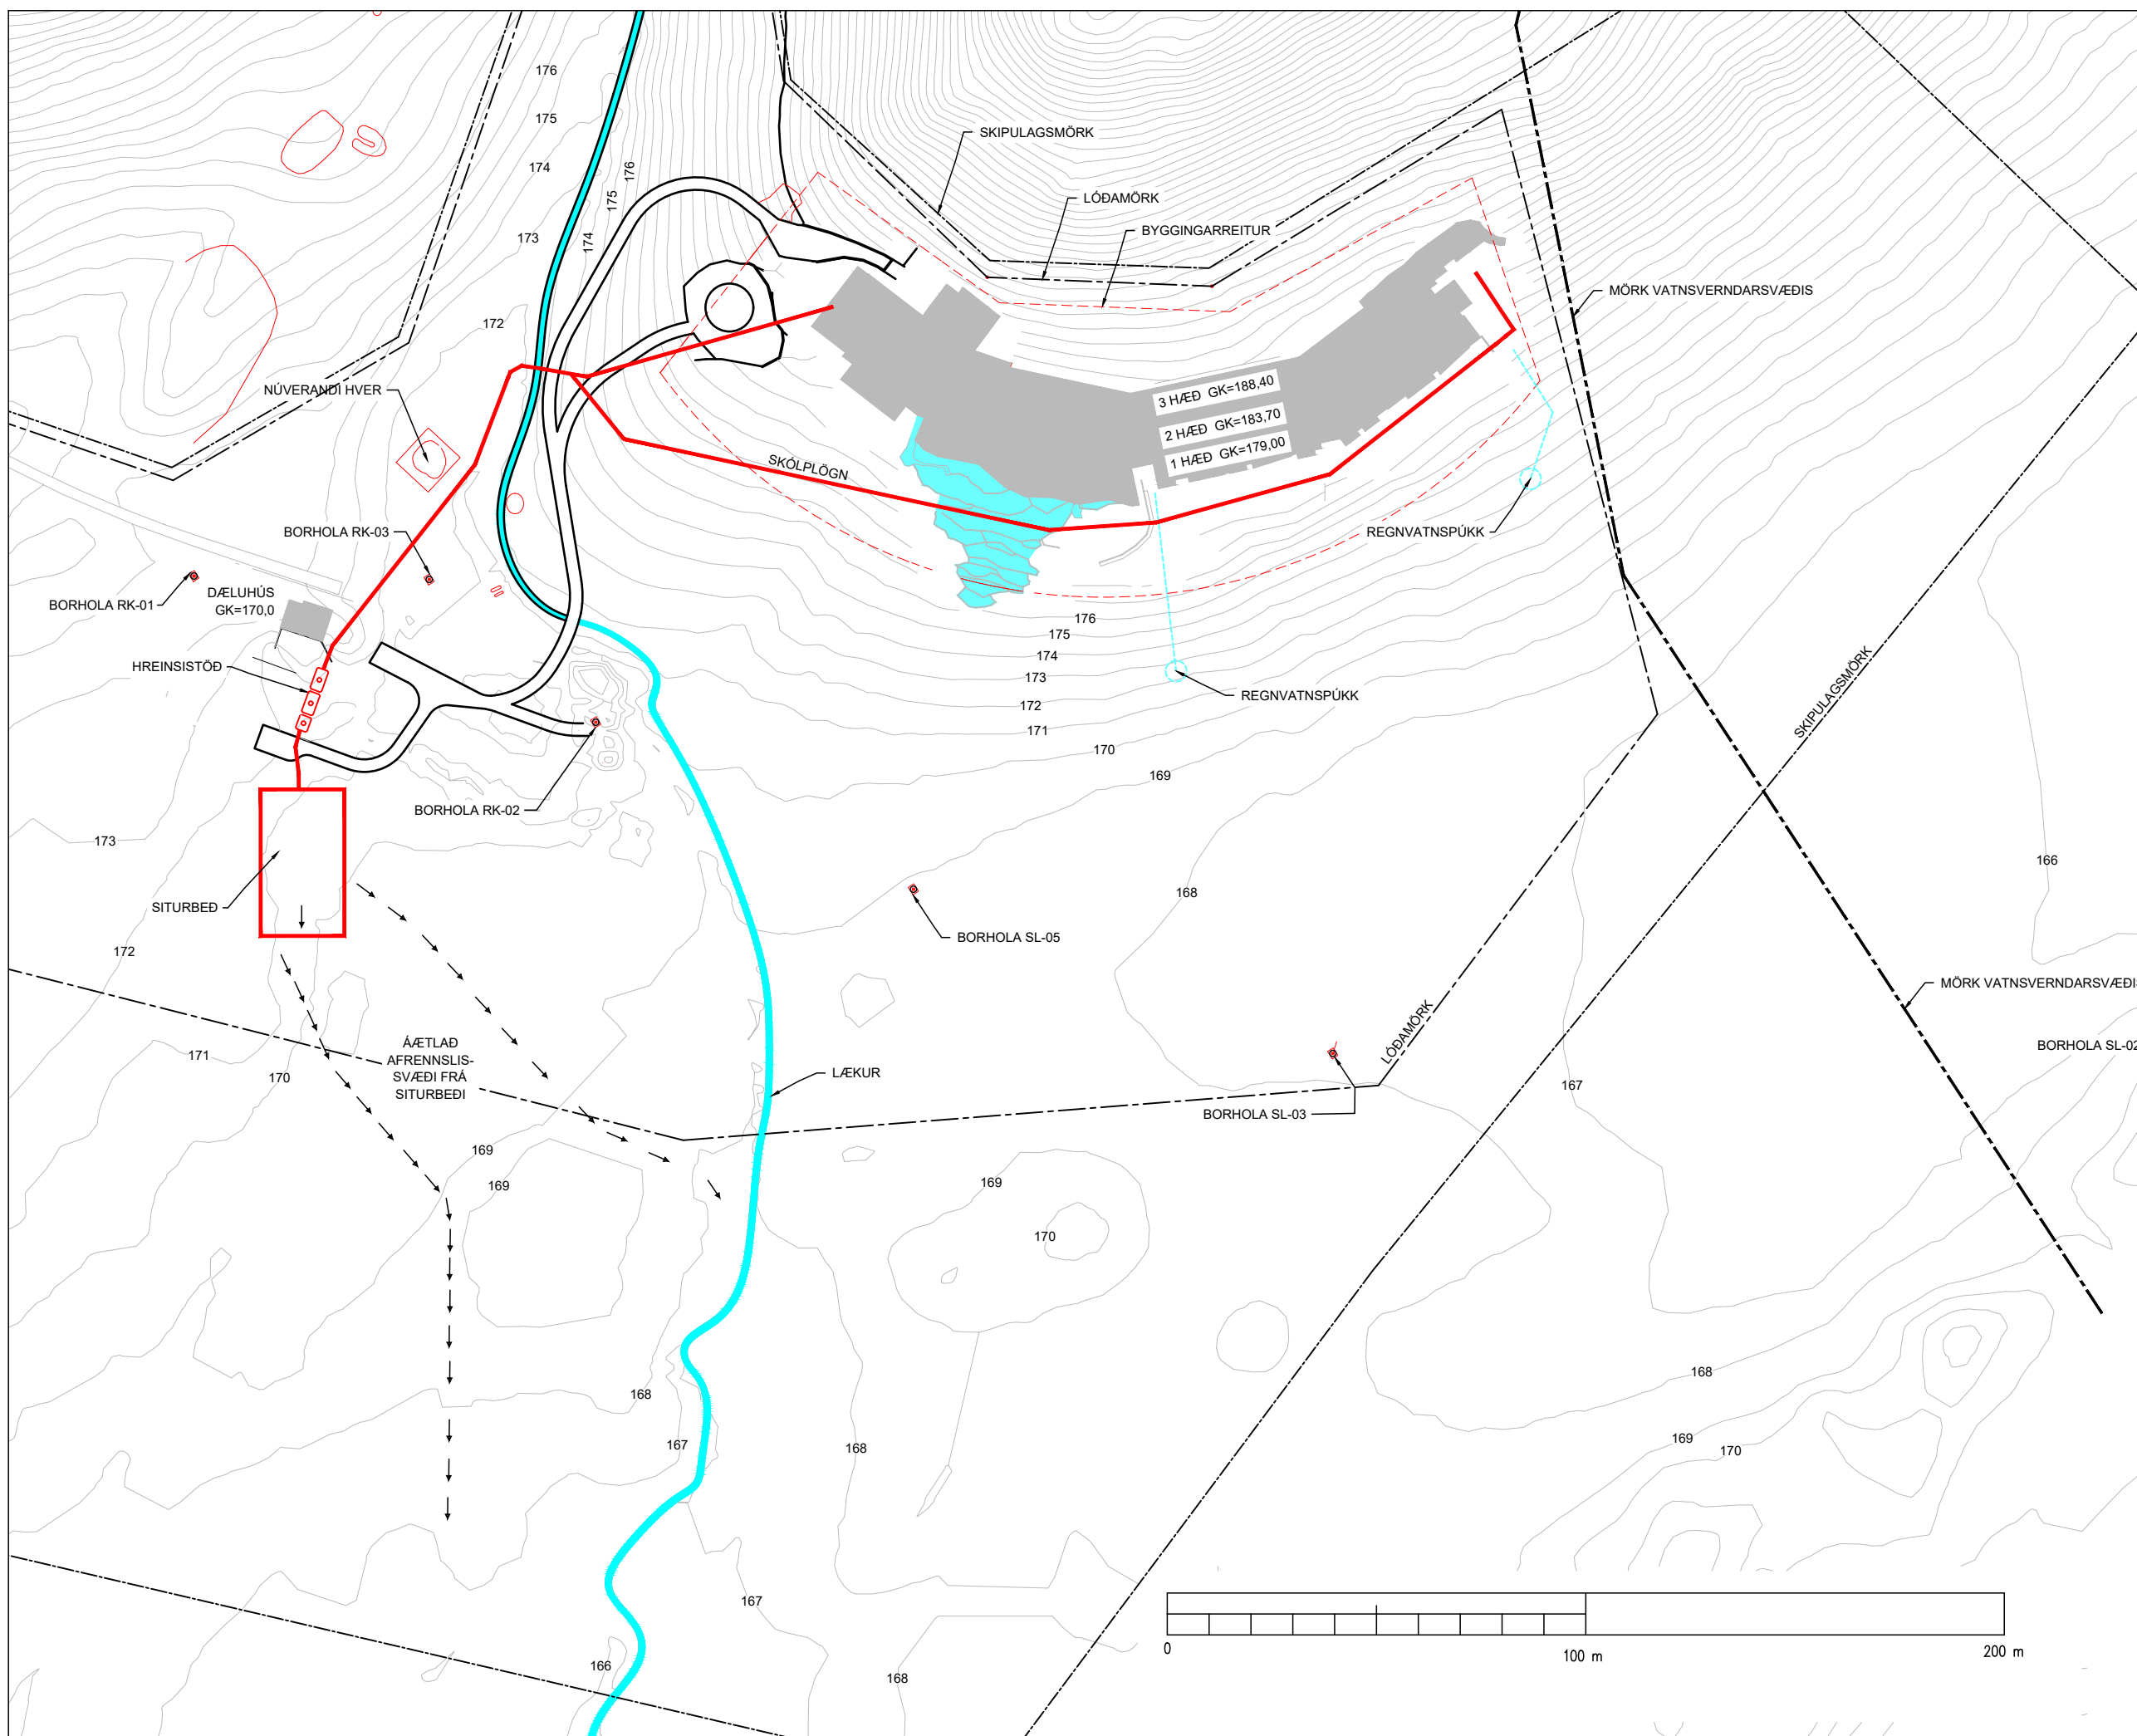 176
175
174
173
172
176
175
174
SKIPULAGSMÖRK
LÓÐAMÖRK
BYGGINGARREITUR
MÖRK VATNSVERNDARSVÆÐIS
NÚVERANDI HVER
3 HÆÐ GK=188,40
2 HÆÐ GK=183,70
1 HÆÐ GK=179,00
SKÓLPLÖGN
REGNVATNSPÚKK
BORHOLA RK-03
BORHOLA RK-01
DÆLUHÚS
GK=170,0
HREINSISTÖÐ
176
175
174
173
172
171
170
169
REGNVATNSPÚKK
SKIPULAGSMÖRK
BORHOLA RK-02
173
SITURBEÐ
172
168
166
BORHOLA SL-05
MÖRK VATNSVERNDARSVÆÐIS
BORHOLA SL-02
LÓÐAMÖRK
171
170
ÁÆTLAÐ
AFRENNSLIS-
SVÆÐI FRÁ
SITURBEÐI
LÆKUR
167
BORHOLA SL-03
169
169
169
170
168
168
167
168
169
170
167
166
168
0
100 m
200 m